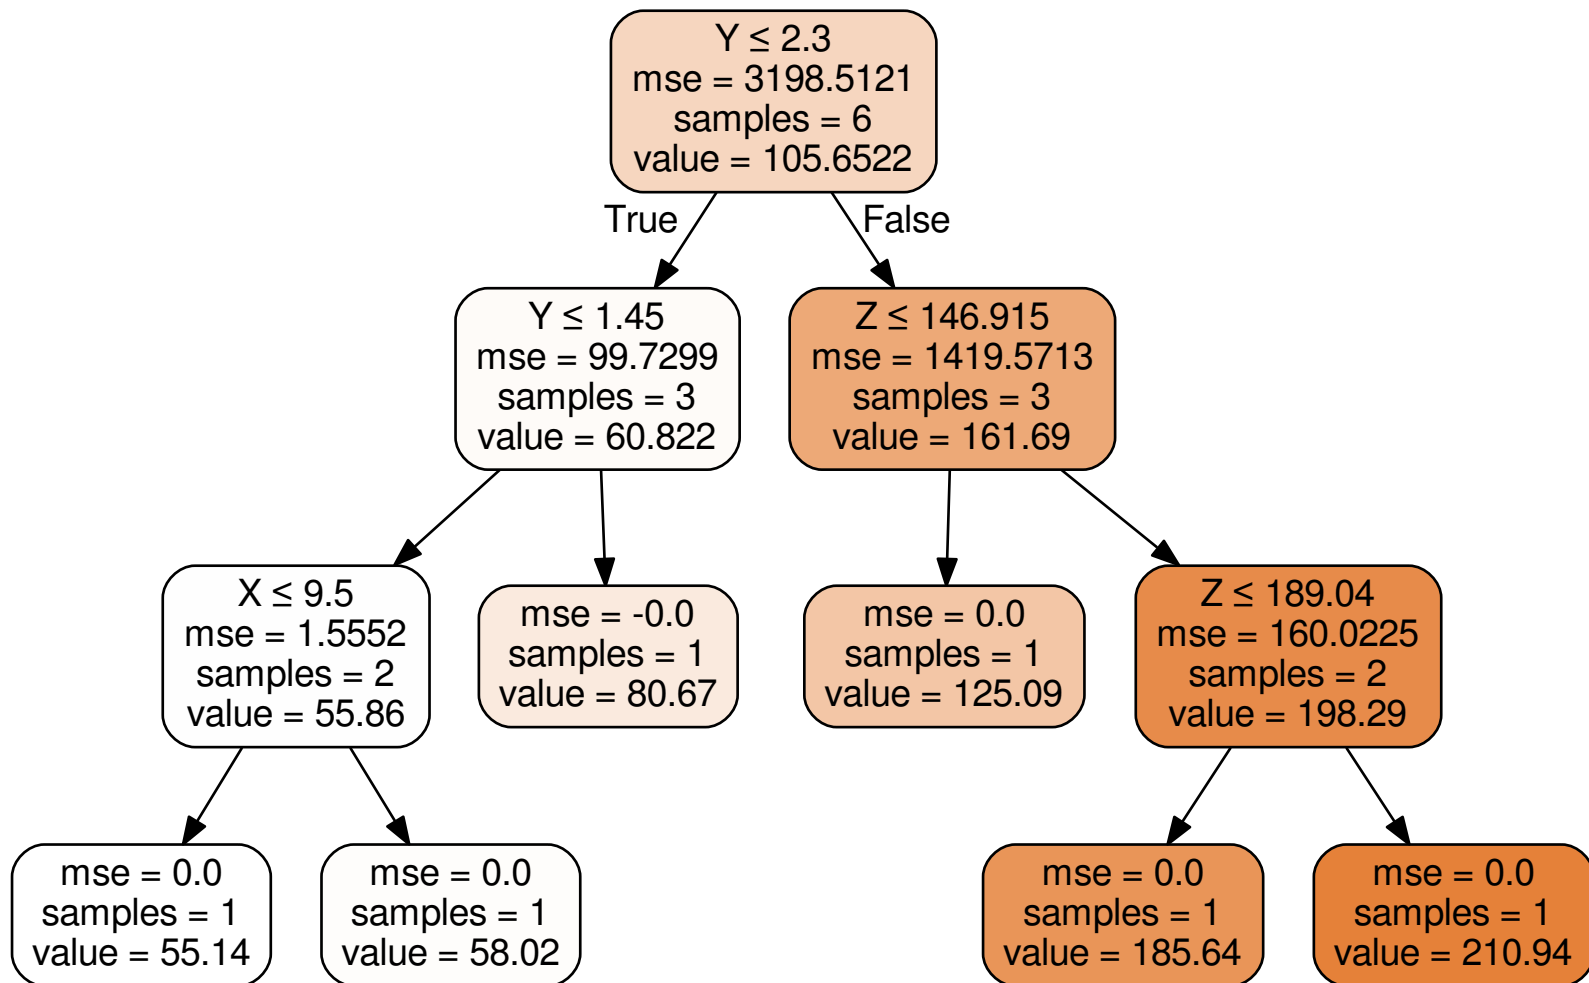 Y ≤ 2.3
mse = 3198.5121
samples = 6
value = 105.6522
True
False
Y ≤ 1.45
mse = 99.7299
samples = 3
value = 60.822
Z ≤ 146.915
mse = 1419.5713
samples = 3
value = 161.69
X ≤ 9.5
mse = 1.5552
samples = 2
value = 55.86
mse = -0.0
samples = 1
value = 80.67
mse = 0.0
samples = 1
value = 125.09
Z ≤ 189.04
mse = 160.0225
samples = 2
value = 198.29
mse = 0.0
samples = 1
value = 55.14
mse = 0.0
samples = 1
value = 58.02
mse = 0.0
samples = 1
value = 185.64
mse = 0.0
samples = 1
value = 210.94